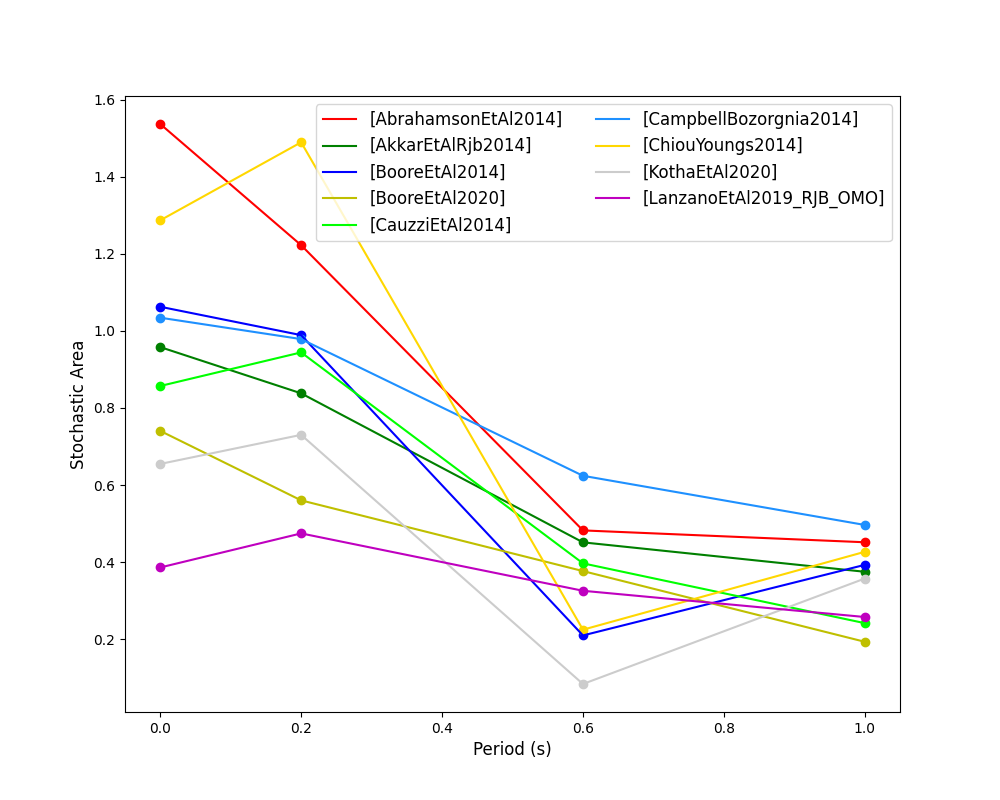 1.6
1.4
1.2
1.0
0.8
0.6
0.4
0.2
Stochastic Area
[AbrahamsonEtAl2014]
[AkkarEtAlRjb2014]
[BooreEtAl2014]
[BooreEtAl2020]
[CauzziEtAl2014]
[CampbellBozorgnia2014]
[ChiouYoungs2014]
[KothaEtAl2020]
[LanzanoEtAl2019_RJB_OMO]
0.0 0.2 0.4 0.6 0.8 1.0
Period (s)